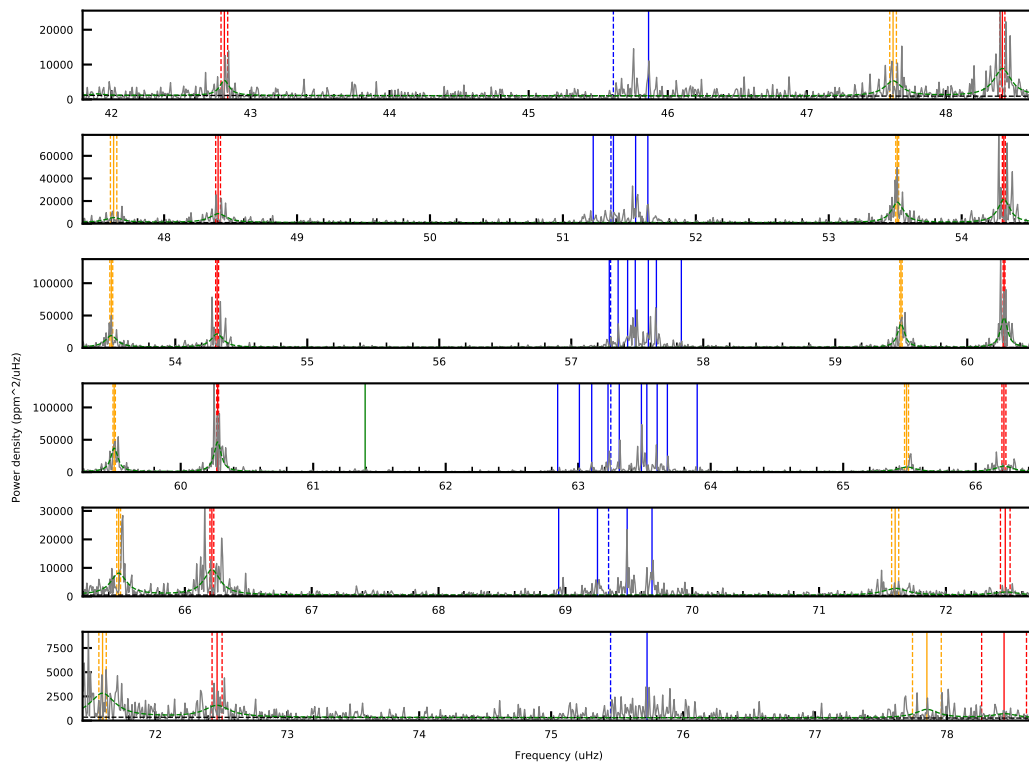 20000
10000
0
42 43 44 45 46 47 48
60000
40000
20000
0
48 49 50 51 52 53 54
100000
50000
0
54 55 56 57 58 59 60
Power density (ppm^2/uHz)
100000
50000
0
60 61 62 63 64 65 66
30000
20000
10000
0
66 67 68 69 70 71 72
7500
5000
2500
0
72 73 74 75 76 77 78
Frequency (uHz)